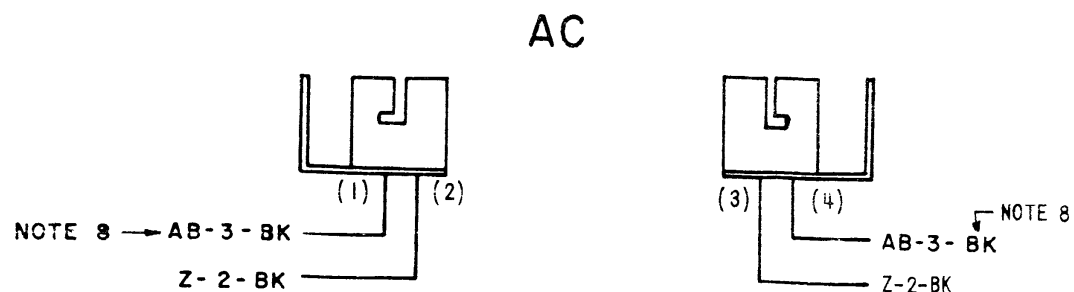 AC
(1) (2) (3) (4)
NOTE 8
NOTE 8 AB-3-BK AB-3-BK
Z-2-BK Z-2-BK